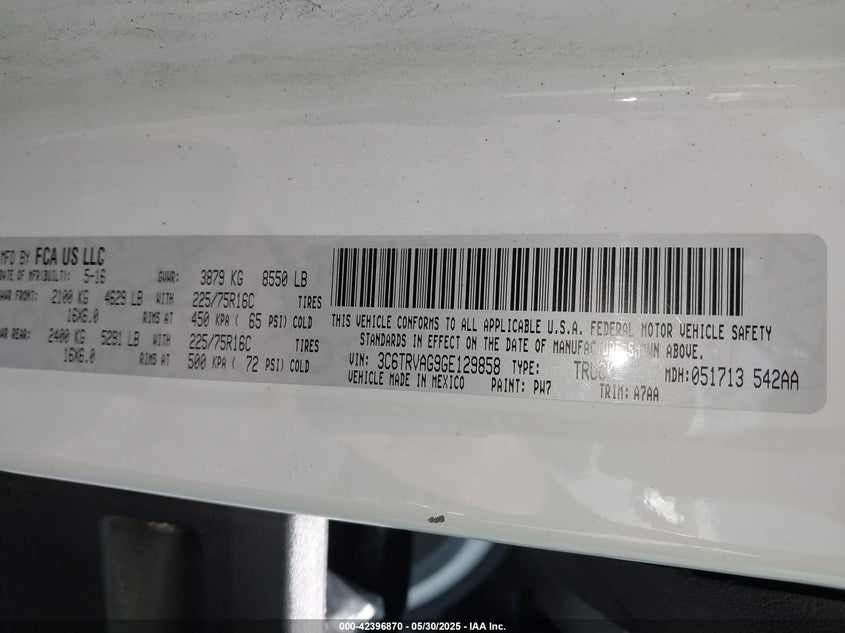 MFD BY FCA US LLC
DATE OF MFR(BUILT): 5-16 GVWR: 3879 KG 8550 LB
GAWR FRONT: 2100 KG 4629 LB WITH 225/75R16C TIRES
16X6.0 RIMS AT 450 KPA ( 65 PSI) COLD
GAWR REAR: 2400 KG 5291 LB WITH 225/75R16C TIRES
16X6.0 RIMS AT 500 KPA ( 72 PSI) COLD
THIS VEHICLE CONFORMS TO ALL APPLICABLE U.S.A. FEDERAL MOTOR VEHICLE SAFETY
STANDARDS IN EFFECT ON THE DATE OF MANUFACTURE SHOWN ABOVE.
VIN: 3C6TRVAG9GE129858 TYPE: TRUCK MDH:051713 542AA
VEHICLE MADE IN MEXICO PAINT: PW7 TRIM: A7AA
000-42396870 - 05/30/2025 - IAA Inc.